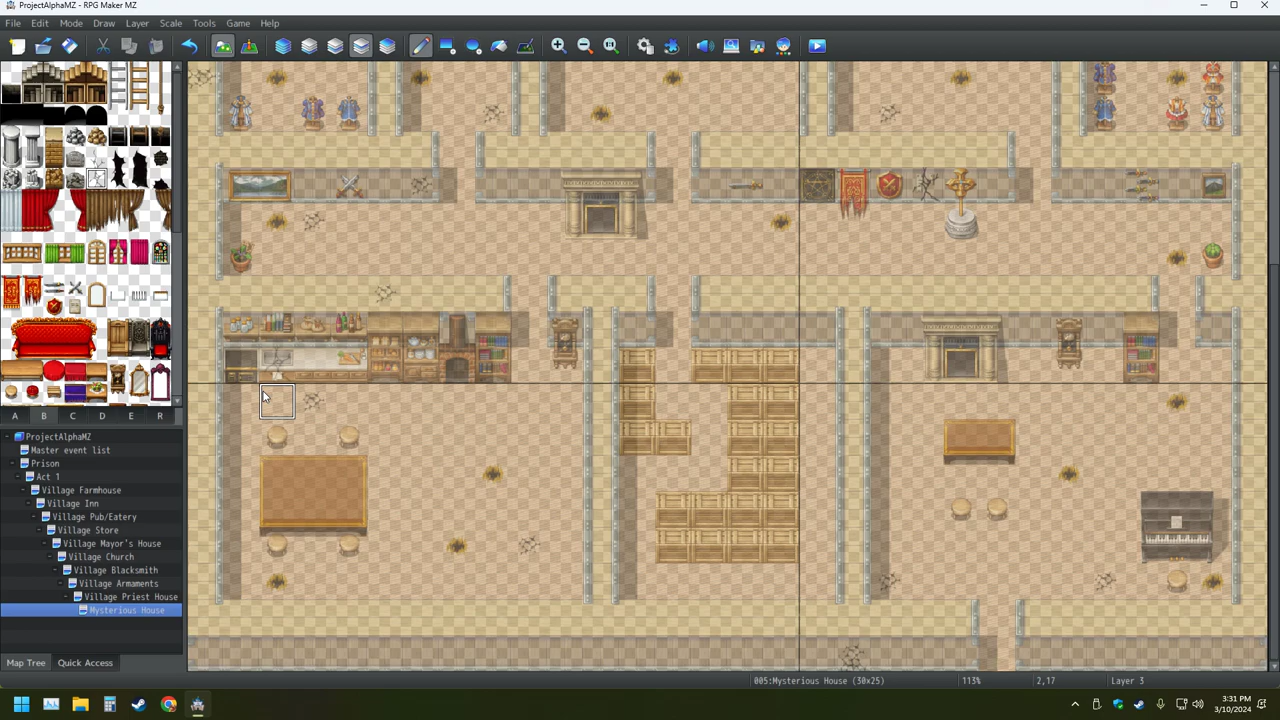 ProjectAlphaMZ - RPG Maker MZ
File Edit Mode Draw Layer Scale Tools Game Help
A B C D E R
ProjectAlphaMZ
Master event list
Prison
Act 1
Village Farmhouse
Village Inn
Village Pub/Eatery
Village Store
Village Mayor's House
Village Church
Village Blacksmith
Village Armaments
Village Priest House
Mysterious House
Map Tree Quick Access
005:Mysterious House (30x25) 113% 2,17 Layer 3
3:31 PM
3/10/2024